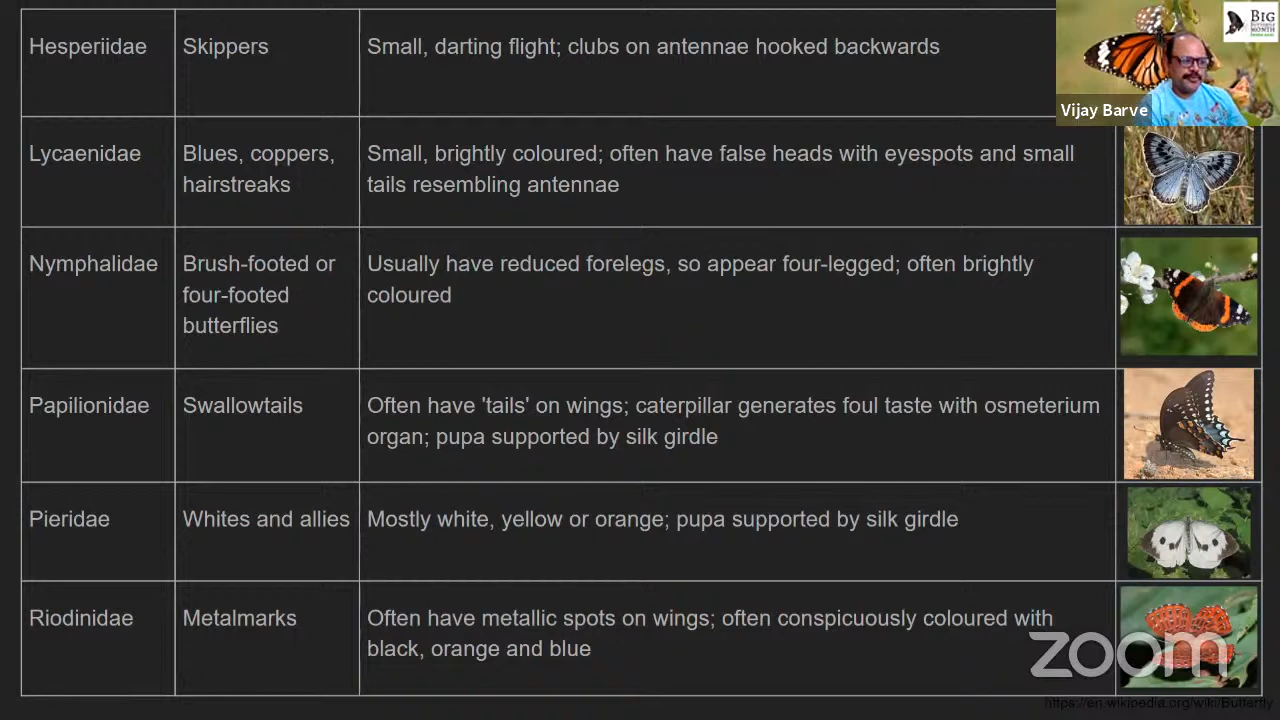 Hesperiidae
Skippers
Small, darting flight; clubs on antennae hooked backwards
BIG
MONTH
Vijay Barve
Lycaenidae
Blues, coppers,
hairstreaks
Small, brightly coloured; often have false heads with eyespots and small
tails resembling antennae
Nymphalidae
Brush-footed or
four-footed
butterflies
Usually have reduced forelegs, so appear four-legged; often brightly
coloured
Papilionidae
Swallowtails
Often have 'tails' on wings; caterpillar generates foul taste with osmeterium
organ; pupa supported by silk girdle
Pieridae
Whites and allies
Mostly white, yellow or orange; pupa supported by silk girdle
Riodinidae
Metalmarks
Often have metallic spots on wings; often conspicuously coloured with
black, orange and blue
zoom
https://en.wikipedia.org/wiki/Butterfly